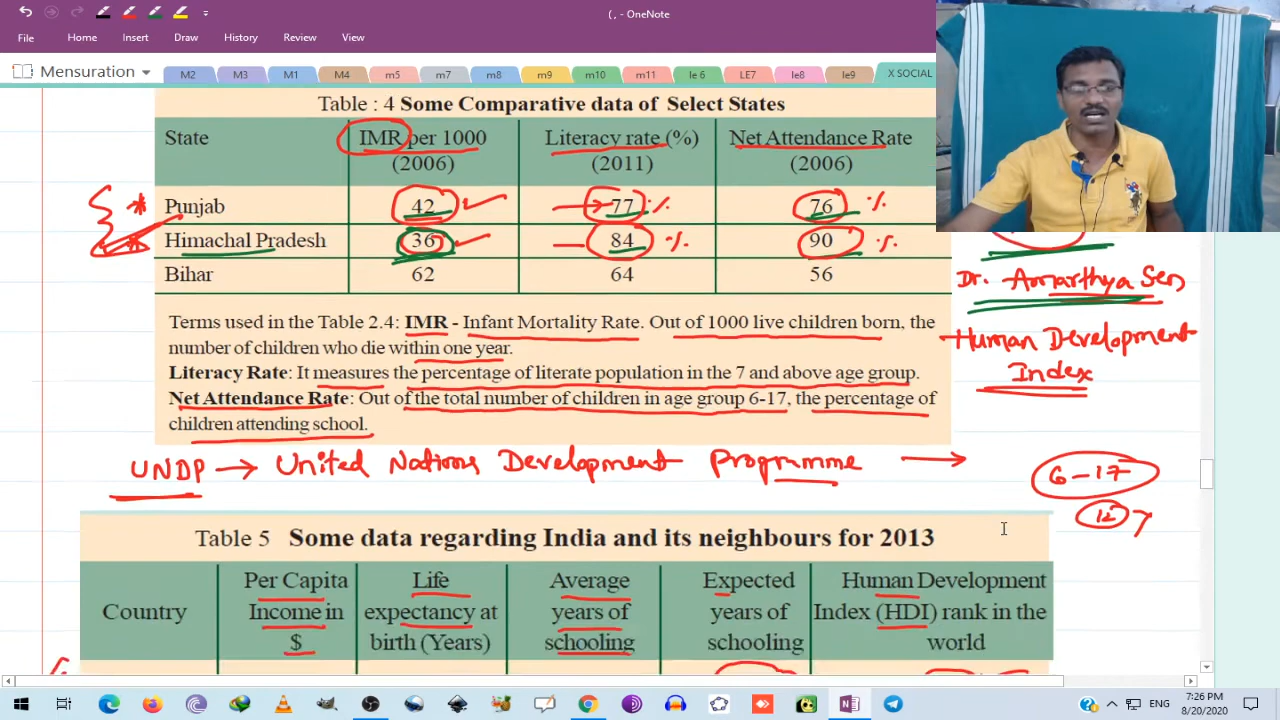 ( , - OneNote
File Home Insert Draw History Review View
Mensuration M2 M3 M1 M4 m5 m7 m8 m9 m10 m11 le 6 LE7 le8 le9 X SOCIAL
Table : 4 Some Comparative data of Select States
State IMR per 1000 (2006) Literacy rate (%) (2011) Net Attendance Rate (2006)
Punjab 42 77 % 76 %
Himachal Pradesh 36 84 % 90 %
Bihar 62 64 56
Dr. Amarthya Sen
Human Development
Index
Terms used in the Table 2.4: IMR - Infant Mortality Rate. Out of 1000 live children born, the
number of children who die within one year.
Literacy Rate: It measures the percentage of literate population in the 7 and above age group.
Net Attendance Rate: Out of the total number of children in age group 6-17, the percentage of
children attending school.
UNDP → United Nations Development Programme →
6 - 17
12
Table 5 Some data regarding India and its neighbours for 2013
Country Per Capita Income in $ Life expectancy at birth (Years) Average years of schooling Expected years of schooling Human Development Index (HDI) rank in the world
ENG 7:26 PM
8/20/2020